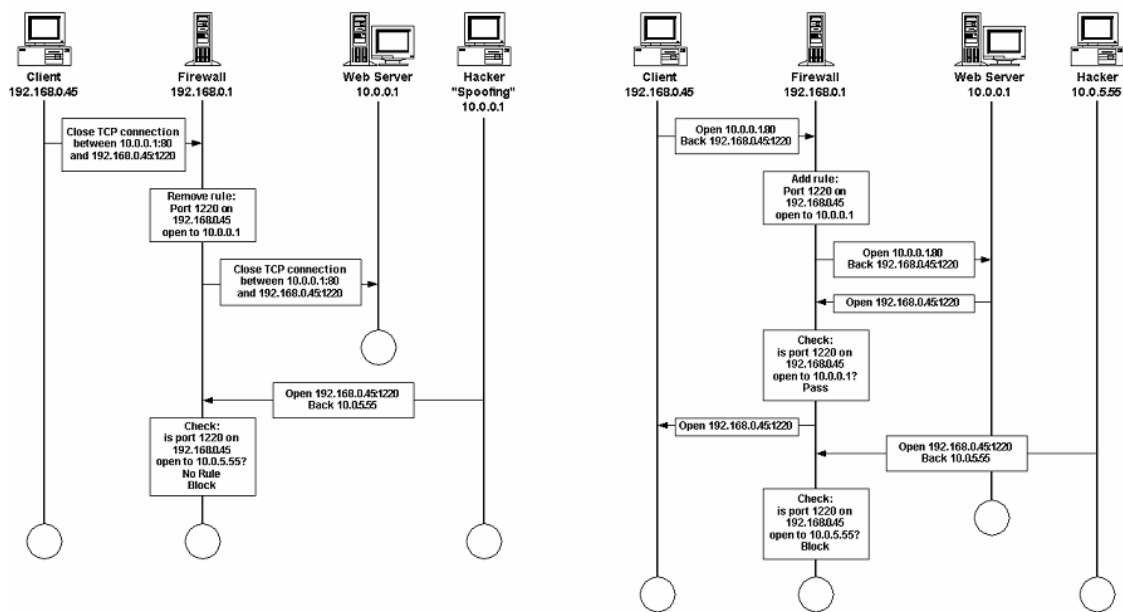 Client
192.168.0.45
Firewall
192.168.0.1
Web Server
10.0.0.1
Hacker
"Spoofing"
10.0.0.1
Close TCP connection
between 10.0.0.1:80
and 192.168.0.45:1220
Remove rule:
Port 1220 on
192.168.0.45
open to 10.0.0.1
Close TCP connection
between 10.0.0.1:80
and 192.168.0.45:1220
Open 192.168.0.45:1220
Back 10.0.5.55
Check:
is port 1220 on
192.168.0.45
open to 10.0.5.55?
No Rule
Block
Client
192.168.0.45
Firewall
192.168.0.1
Web Server
10.0.0.1
Hacker
10.0.5.55
Open 10.0.0.1:80
Back 192.168.0.45:1220
Add rule:
Port 1220 on
192.168.0.45
open to 10.0.0.1
Open 10.0.0.1:80
Back 192.168.0.45:1220
Open 192.168.0.45:1220
Check:
is port 1220 on
192.168.0.45
open to 10.0.0.1?
Pass
Open 192.168.0.45:1220
Open 192.168.0.45:1220
Back 10.0.5.55
Check:
is port 1220 on
192.168.0.45
open to 10.0.5.55?
Block